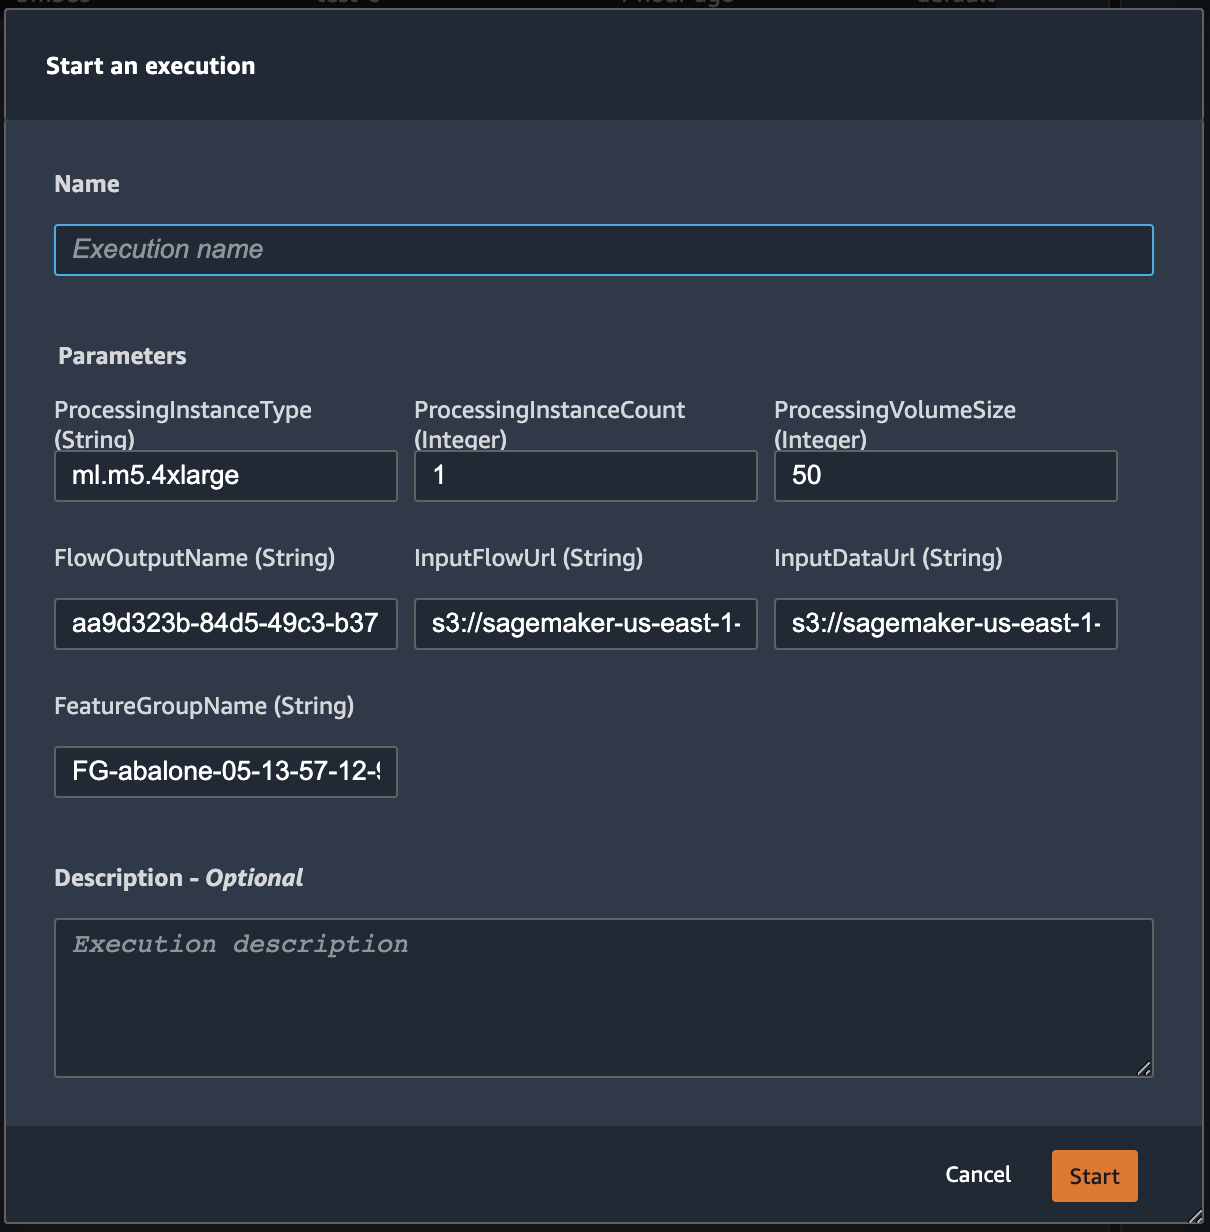 Start an execution
Name
Execution name
Parameters
ProcessingInstanceType
(String)
ProcessingInstanceCount
(Integer)
ProcessingVolumeSize
(Integer)
ml.m5.4xlarge
1
50
FlowOutputName (String)
InputFlowUrl (String)
InputDataUrl (String)
aa9d323b-84d5-49c3-b37
s3://sagemaker-us-east-1-
s3://sagemaker-us-east-1-
FeatureGroupName (String)
FG-abalone-05-13-57-12-
Description - Optional
Execution description
Cancel
Start